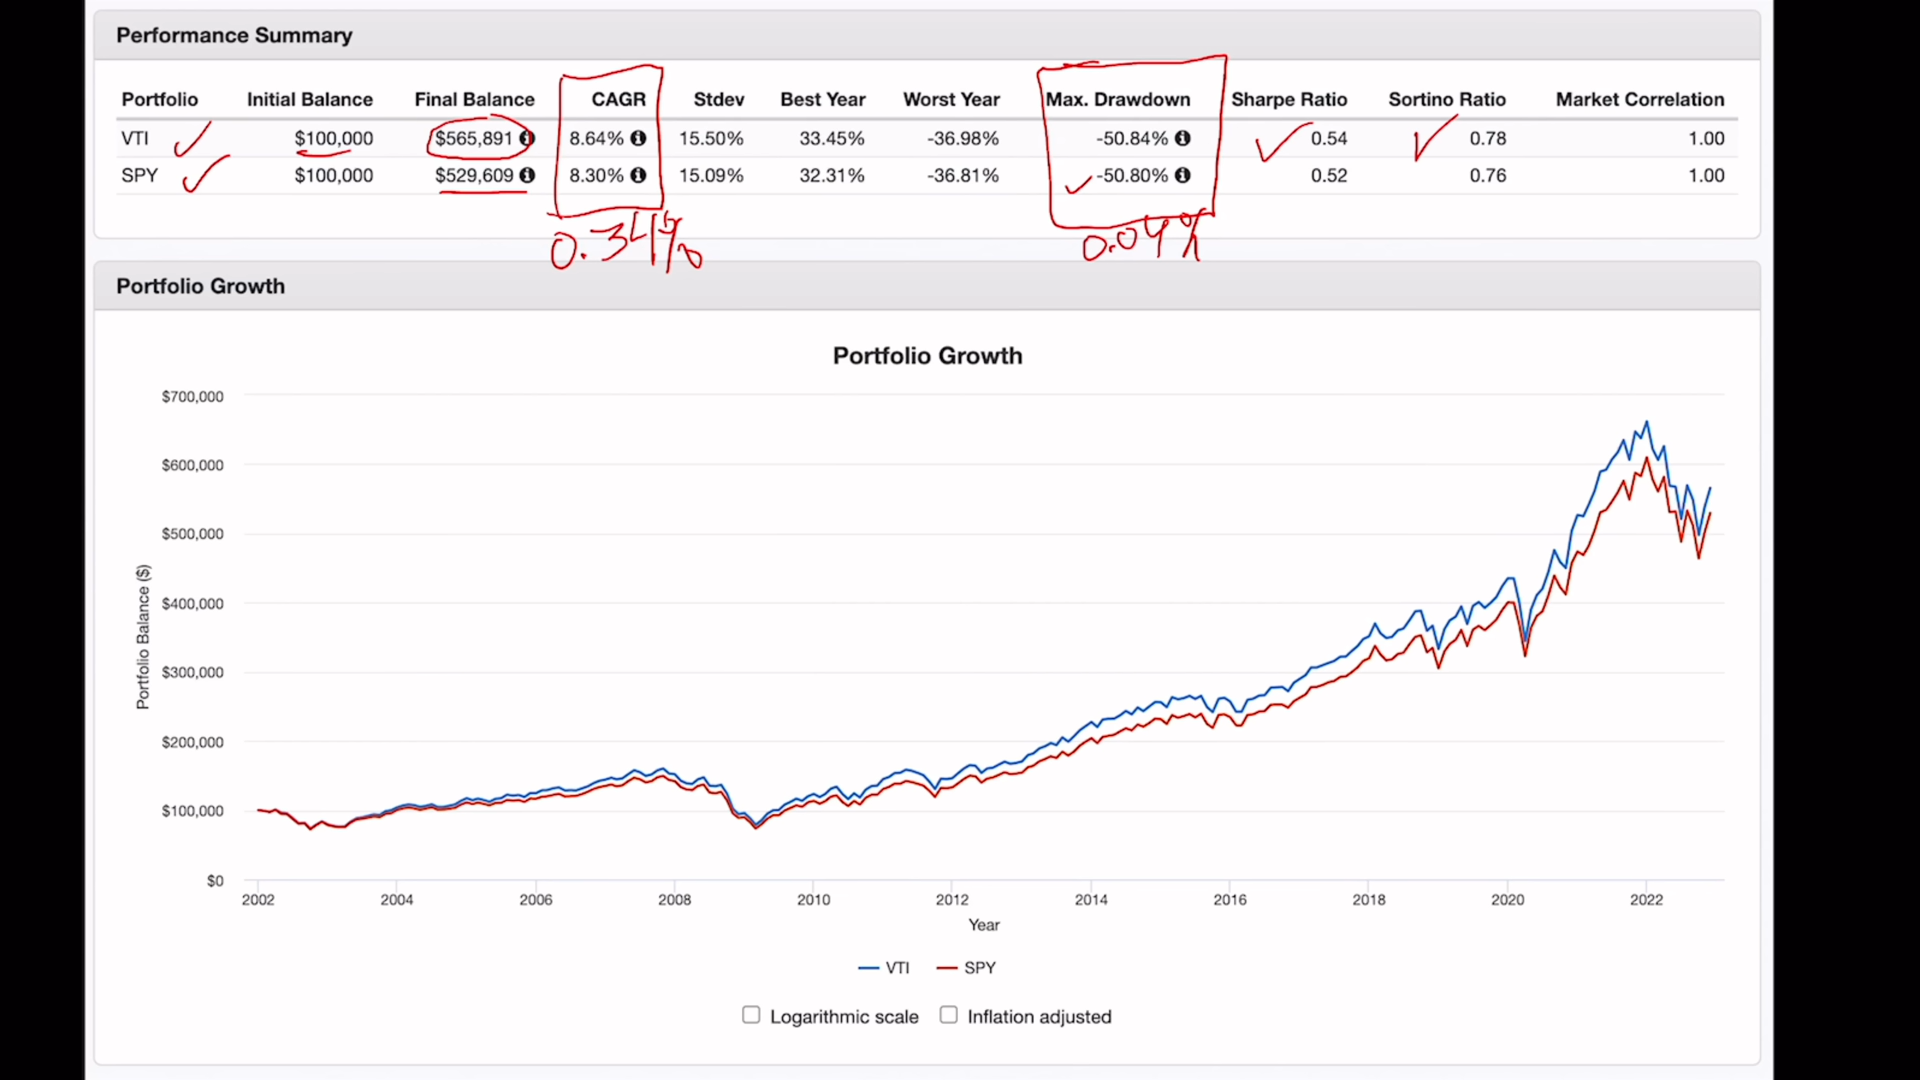 Performance Summary
Portfolio Initial Balance Final Balance CAGR Stdev Best Year Worst Year Max. Drawdown Sharpe Ratio Sortino Ratio Market Correlation
VTI $100,000 $565,891 8.64% 15.50% 33.45% -36.98% -50.84% 0.54 0.78 1.00
SPY $100,000 $529,609 8.30% 15.09% 32.31% -36.81% -50.80% 0.52 0.76 1.00
0.34% 0.04%
Portfolio Growth
Portfolio Growth
$700,000
$600,000
$500,000
$400,000
$300,000
$200,000
$100,000
$0
Portfolio Balance ($)
2002 2004 2006 2008 2010 2012 2014 2016 2018 2020 2022
Year
VTI SPY
Logarithmic scale Inflation adjusted